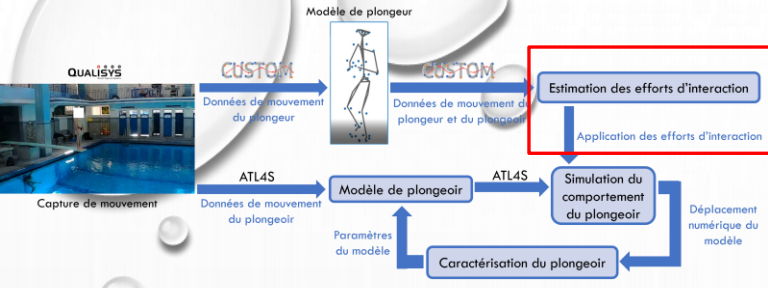 Modèle de plongeur
QUALISYS
CUSTOM
CUSTOM
Données de mouvement
du plongeur
Données de mouvement du
plongeur et du plongeoir
Estimation des efforts d'interaction
Application des efforts d'interaction
Capture de mouvement
ATL4S
Données de mouvement
du plongeoir
Modèle de plongeoir
ATL4S
Simulation du
comportement
du plongeoir
Déplacement
numérique du
modèle
Paramètres
du modèle
Caractérisation du plongeoir